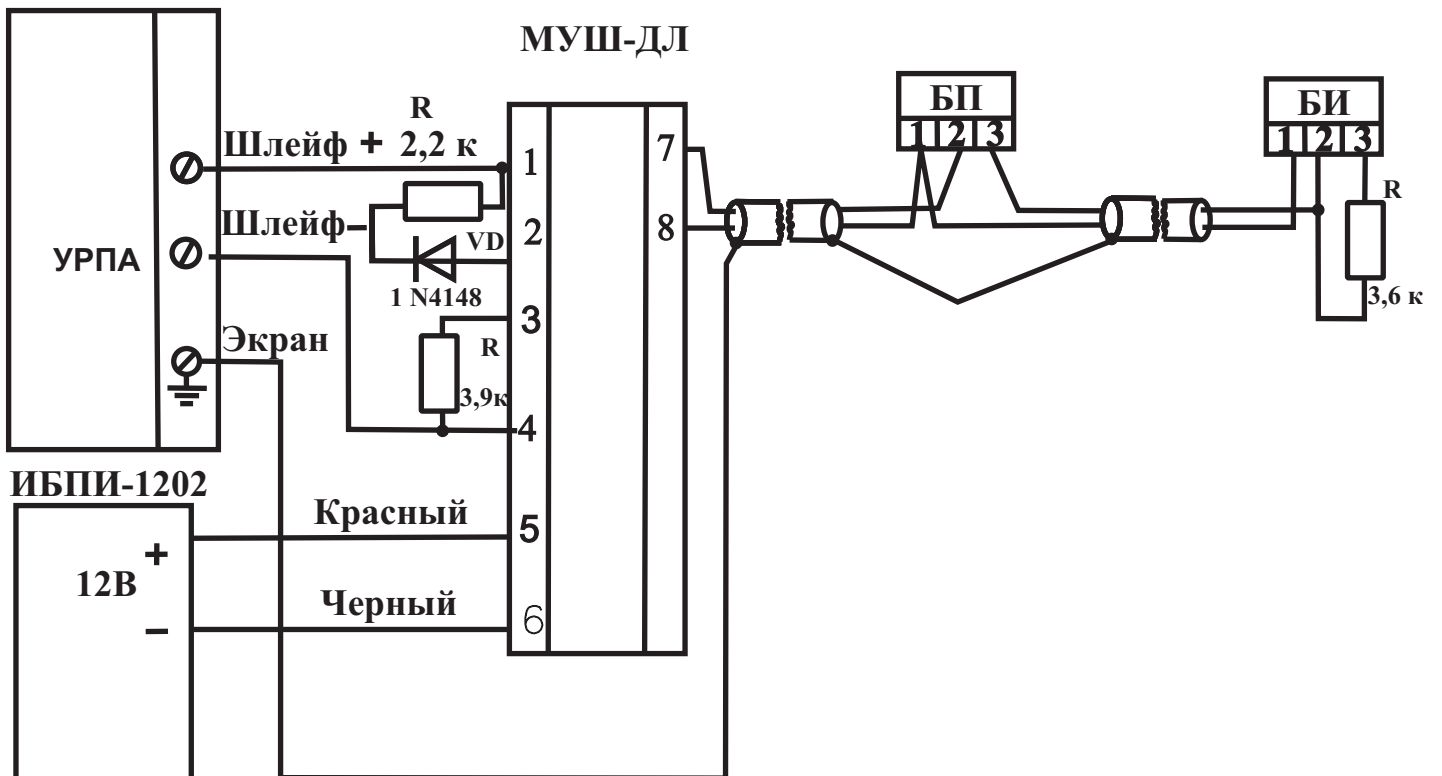 МУШ-ДЛ
УРПА
Шлейф +
R
2,2 к
Шлейф−
VD
1 N4148
Экран
R
3,9к
1
2
3
4
5
6
7
8
БП
1 2 3
БИ
1 2 3
R
3,6 к
ИБПИ-1202
12В
+
−
Красный
Черный